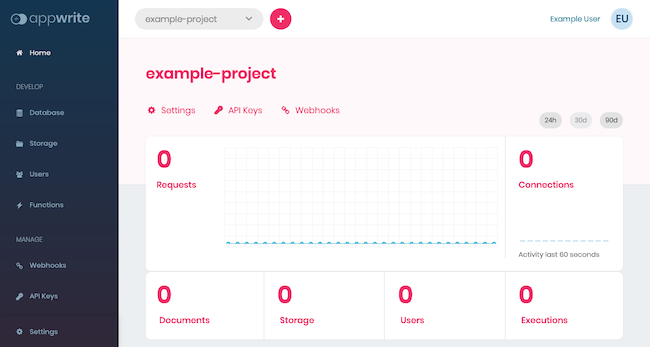 appwrite
example-project
+
Example User
EU
Home
DEVELOP
Database
Storage
Users
Functions
MANAGE
Webhooks
API Keys
Settings
example-project
Settings
API Keys
Webhooks
24h
30d
90d
0
Requests
0
Connections
Activity last 60 seconds
0
Documents
0
Storage
0
Users
0
Executions